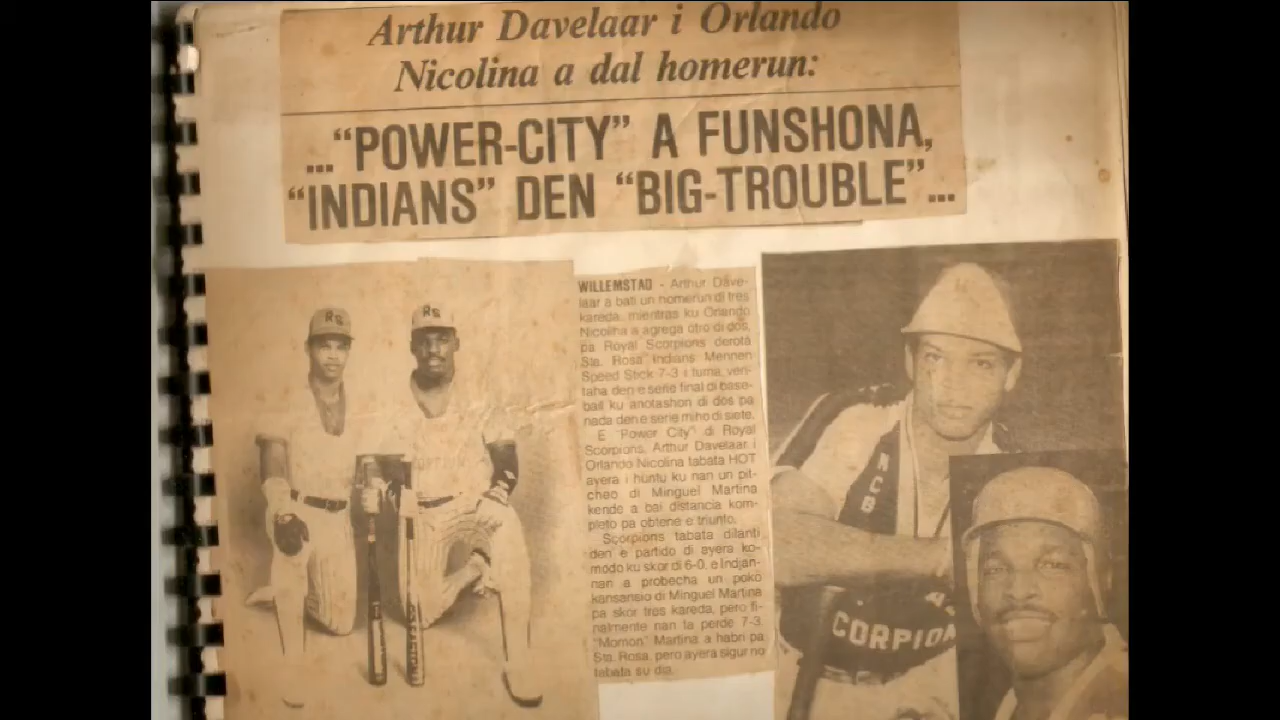 Arthur Davelaar i Orlando
Nicolina a dal homerun:
..."POWER-CITY" A FUNSHONA,
"INDIANS" DEN "BIG-TROUBLE"...
WILLEMSTAD - Arthur Dave-
laar a bati un homerun di tres
kareda, mientras ku Orlando
Nicolina a agrega otro di dos,
pa Royal Scorpions derotá
Sta. Rosa Indians Mennen
Speed Stick 7-3 i tuma ven-
taha den e serie final di base-
ball ku anotashon di dos pa
nada den e serie miho di siete.
E "Power City" di Royal
Scorpions, Arthur Davelaar i
Orlando Nicolina tabata HOT
ayera i huntu ku nan un pit-
cheo di Minguel Martina
kende a bai distancia kom-
pleto pa obtene e triunfo.
Scorpions tabata dilanti
den e partido di ayera ko-
modo ku skor di 6-0, e Indjan-
nan a probecha un poko
kansansio di Minguel Martina
pa skor tres kareda, pero fi-
nalmente nan ta perde 7-3.
"Momon" Martina a habri pa
Sta. Rosa, pero ayera sigur no
tabata su dia.
RS
RS
NCB
CORPION